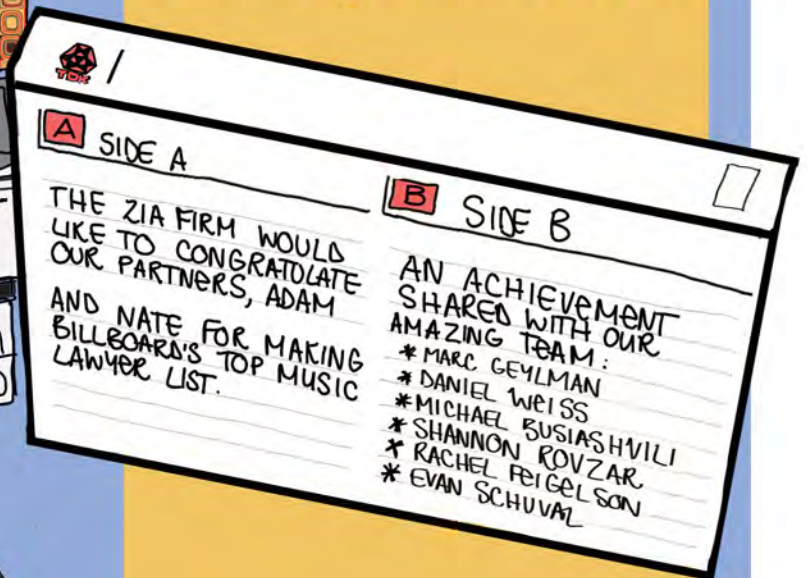 TDK /
A SIDE A
THE ZIA FIRM WOULD
LIKE TO CONGRATULATE
OUR PARTNERS, ADAM
AND NATE FOR MAKING
BILLBOARD'S TOP MUSIC
LAWYER LIST.
B SIDE B
AN ACHIEVEMENT
SHARED WITH OUR
AMAZING TEAM:
* MARC GEYLMAN
* DANIEL WEISS
* MICHAEL BUSIASHVILI
* SHANNON ROVZAR
* RACHEL FEIGELSON
* EVAN SCHUVAL